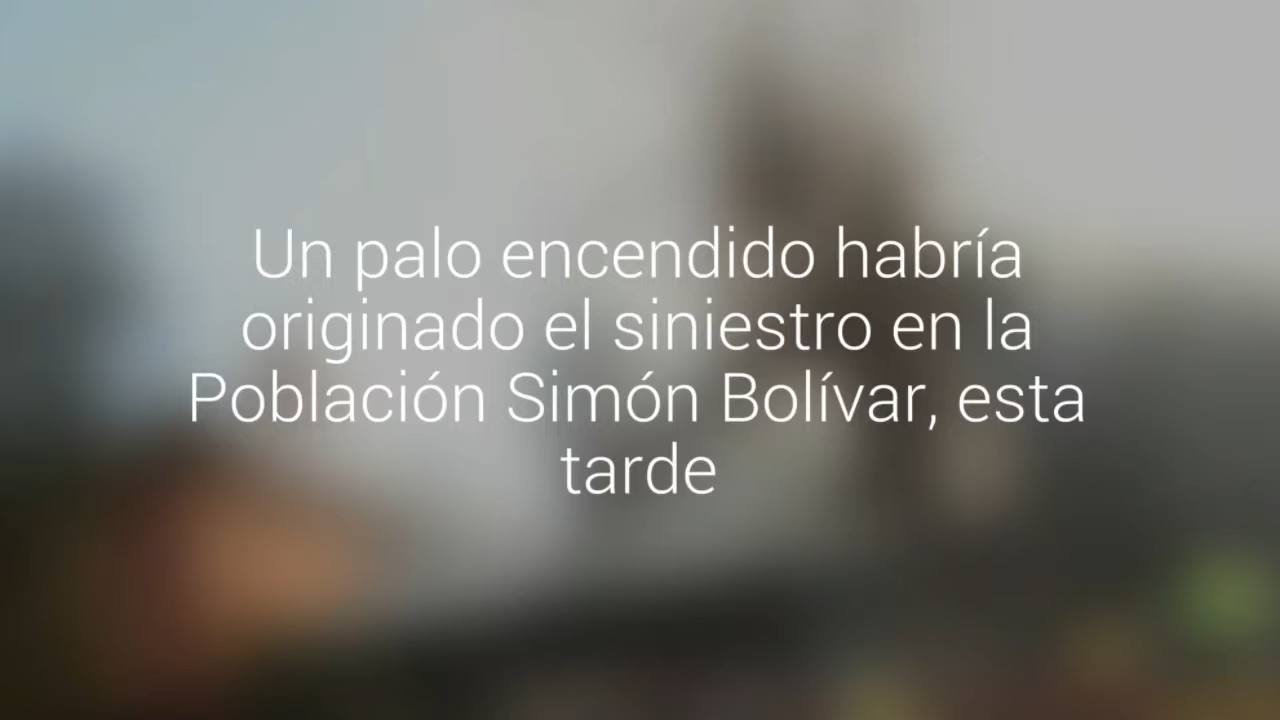 Un palo encendido habría
originado el siniestro en la
Población Simón Bolívar, esta
tarde